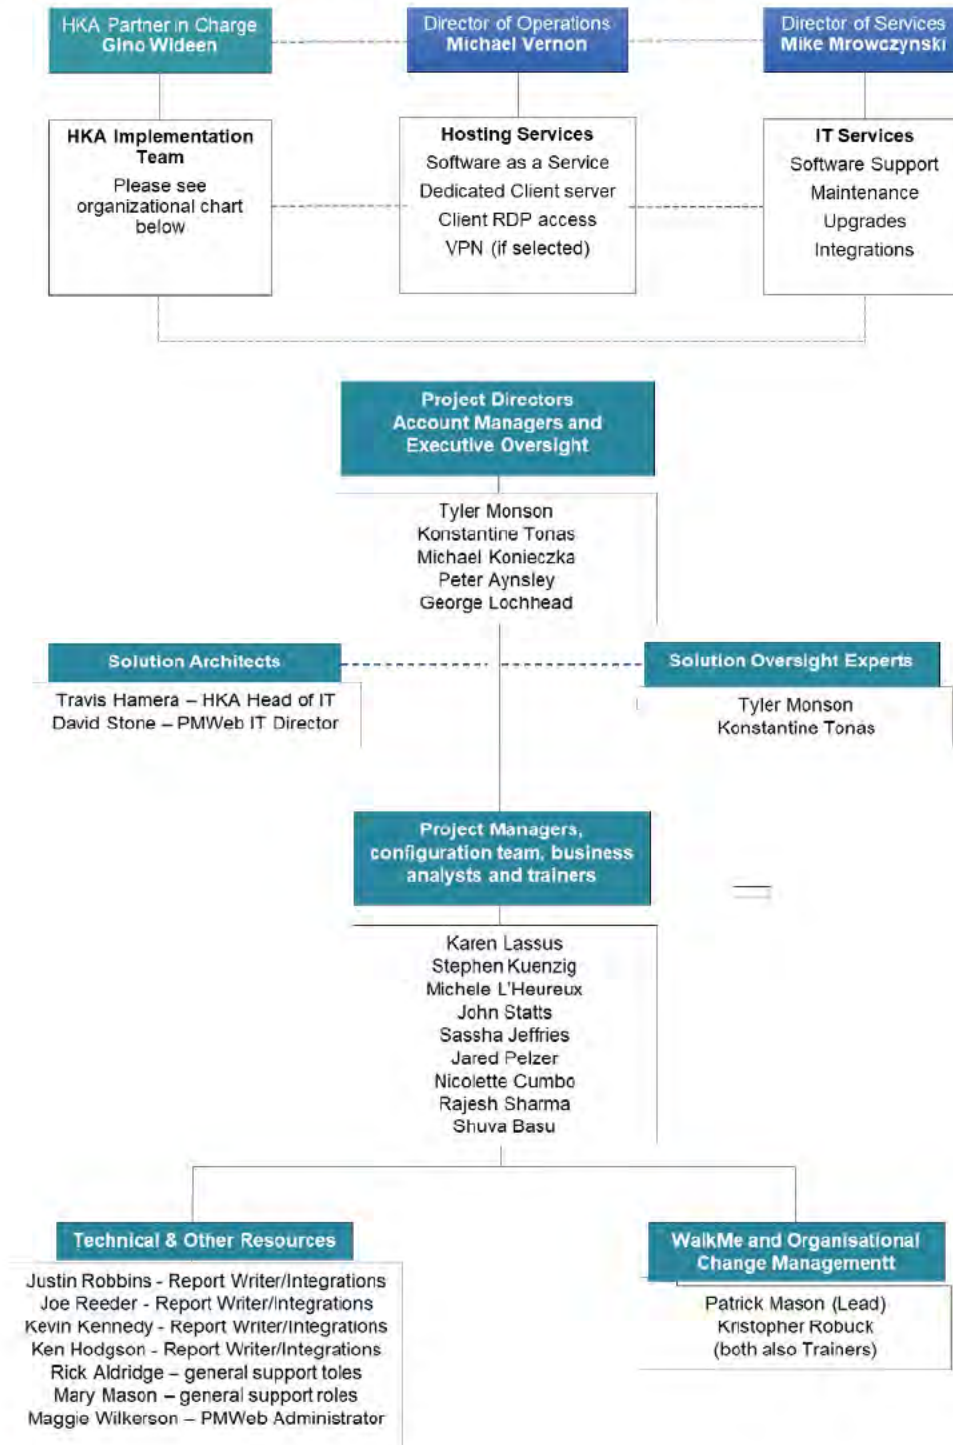 HKA Partner in Charge
Gino Wideen
Director of Operations
Michael Vernon
Director of Services
Mike Mrowczynski
HKA Implementation
Team
Please see
organizational chart
below
Hosting Services
Software as a Service
Dedicated Client server
Client RDP access
VPN (if selected)
IT Services
Software Support
Maintenance
Upgrades
Integrations
Project Directors
Account Managers and
Executive Oversight
Tyler Monson
Konstantine Tonas
Michael Konieczka
Peter Aynsley
George Lochhead
Solution Architects
Travis Hamera – HKA Head of IT
David Stone – PMWeb IT Director
Solution Oversight Experts
Tyler Monson
Konstantine Tonas
Project Managers,
configuration team, business
analysts and trainers
Karen Lassus
Stephen Kuenzig
Michele L'Heureux
John Statts
Sassha Jeffries
Jared Pelzer
Nicolette Cumbo
Rajesh Sharma
Shuva Basu
Technical & Other Resources
Justin Robbins - Report Writer/Integrations
Joe Reeder - Report Writer/Integrations
Kevin Kennedy - Report Writer/Integrations
Ken Hodgson - Report Writer/Integrations
Rick Aldridge – general support toles
Mary Mason – general support roles
Maggie Wilkerson – PMWeb Administrator
WalkMe and Organisational
Change Managementt
Patrick Mason (Lead)
Kristopher Robuck
(both also Trainers)